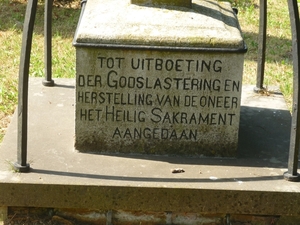 TOT UITBOETING
DER GODSLASTERING EN
HERSTELLING VAN DE ONEER
HET HEILIG SAKRAMENT
AANGEDAAN